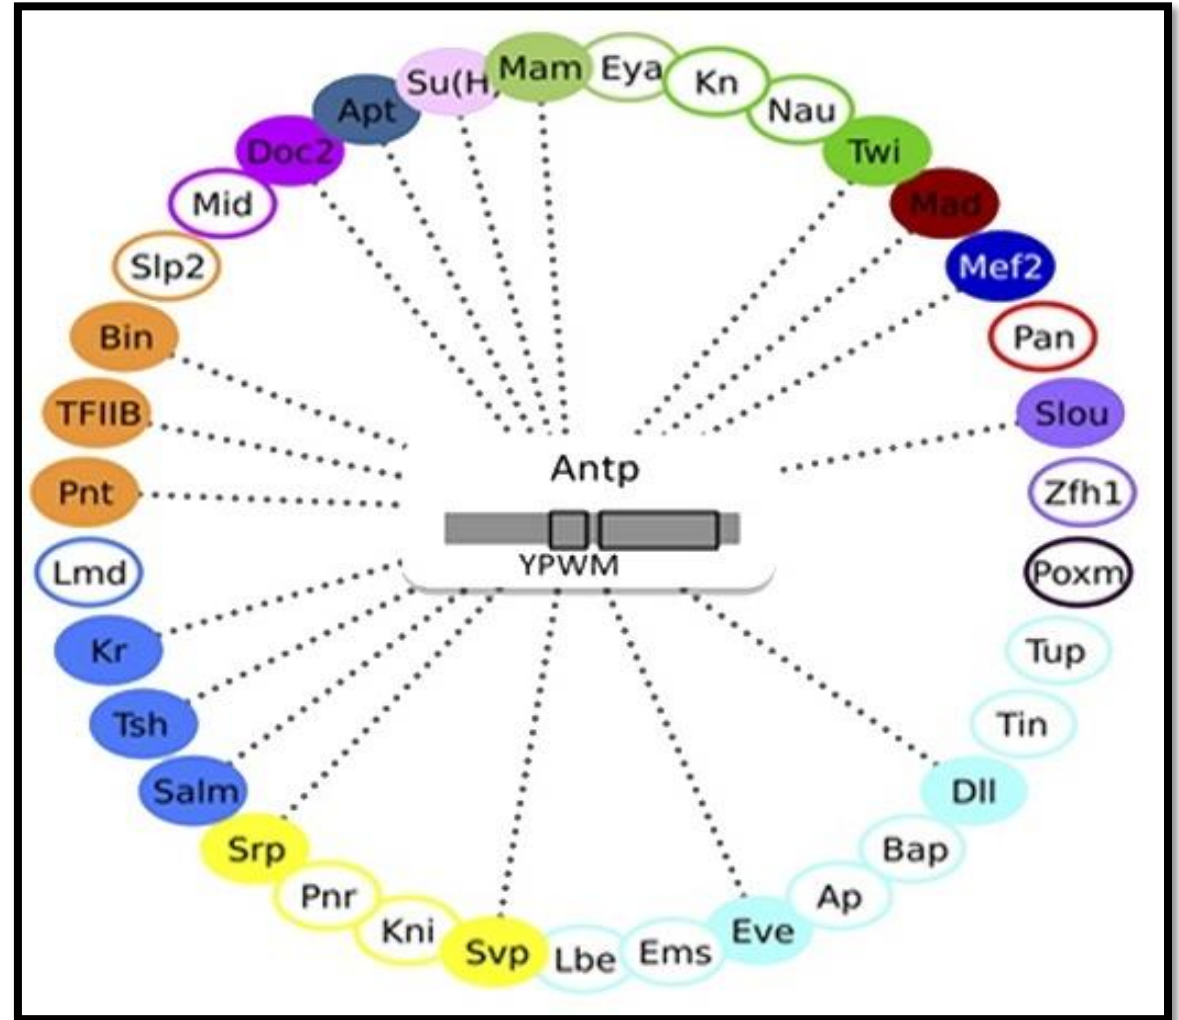 Mam
Eya
Kn
Nau
Twi
Mad
Mef2
Pan
Slou
Zfh1
Poxm
Tup
Tin
Dll
Bap
Ap
Eve
Ems
Lbe
Svp
Kni
Pnr
Srp
Salm
Tsh
Kr
Lmd
Pnt
TFIIB
Bin
Slp2
Mid
Doc2
Apt
Su(H)
Antp
YPWM